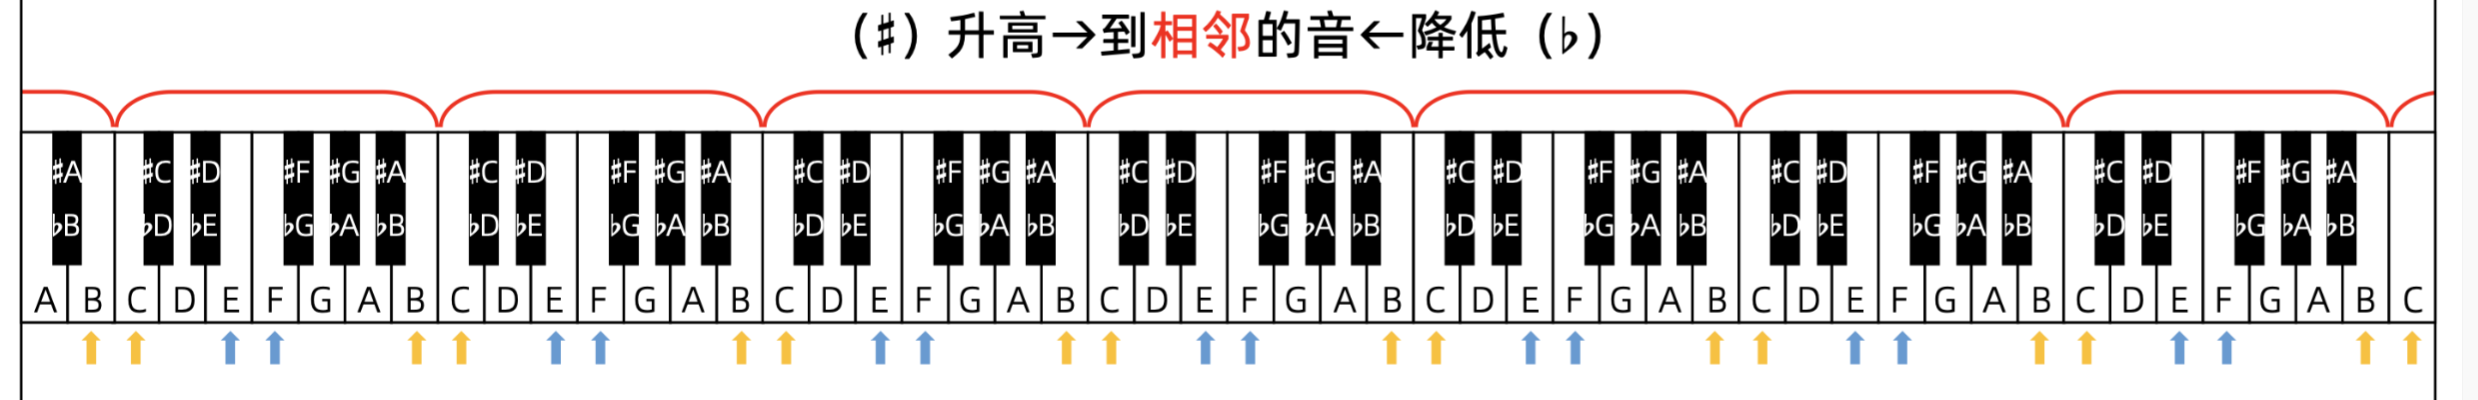 （♯）升高→到相邻的音←降低（♭）
♯A ♯C ♯D ♯F ♯G ♯A ♯C ♯D ♯F ♯G ♯A ♯C ♯D ♯F ♯G ♯A ♯C ♯D ♯F ♯G ♯A ♯C ♯D ♯F ♯G ♯A ♯C ♯D ♯F ♯G ♯A ♯C ♯D ♯F ♯G ♯A
♭B ♭D ♭E ♭G ♭A ♭B ♭D ♭E ♭G ♭A ♭B ♭D ♭E ♭G ♭A ♭B ♭D ♭E ♭G ♭A ♭B ♭D ♭E ♭G ♭A ♭B ♭D ♭E ♭G ♭A ♭B ♭D ♭E ♭G ♭A ♭B
A B C D E F G A B C D E F G A B C D E F G A B C D E F G A B C D E F G A B C D E F G A B C D E F G A B C